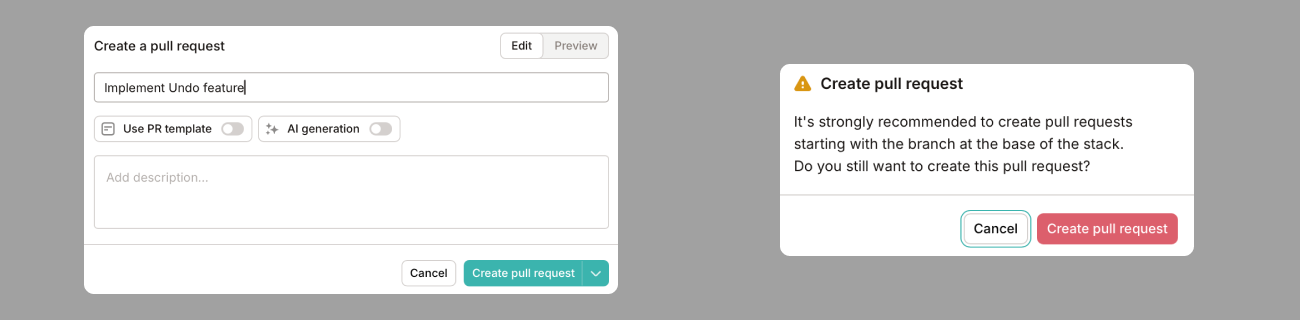 Create a pull request
Edit
Preview
Implement Undo feature
Use PR template
AI generation
Add description...
Cancel
Create pull request
Create pull request
It's strongly recommended to create pull requests
starting with the branch at the base of the stack.
Do you still want to create this pull request?
Cancel
Create pull request